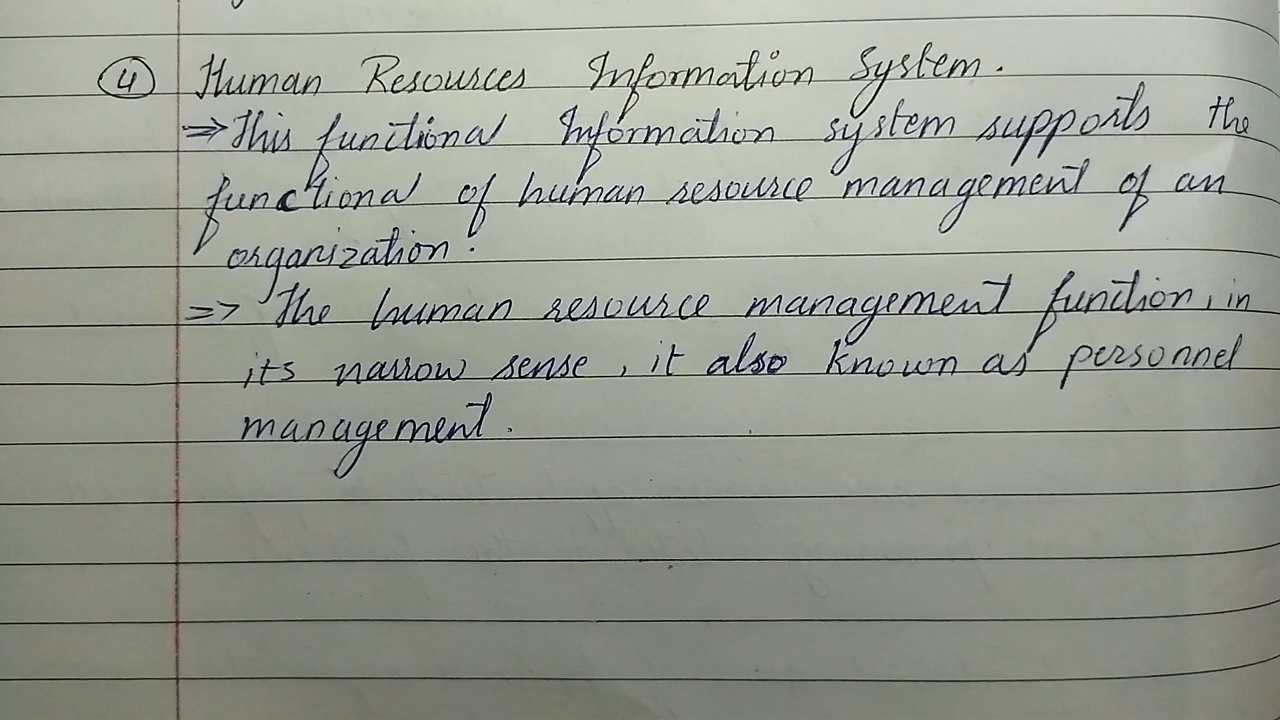 ④ Human Resources Information System.
⇒ This functional Information system supports the
functional of human resource management of an
organization.
⇒ The human resource management function, in
its narrow sense, it also known as personnel
management.